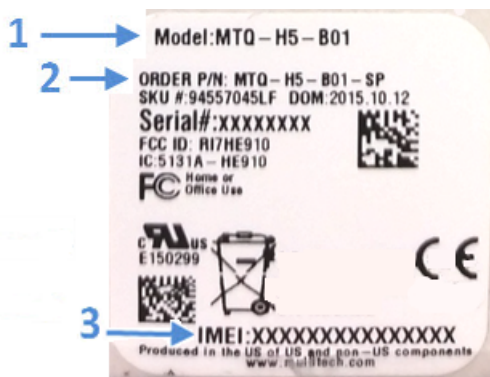 1
Model:MTQ-H5-B01
2
ORDER P/N: MTQ-H5-B01-SP
SKU #:94557045LF DOM:2015.10.12
Serial#:xxxxxxxx
FCC ID: RI7HE910
IC:5131A-HE910
FC Home or
Office Use
C UL US
E150299
CE
3
IMEI:XXXXXXXXXXXXXXX
Produced in the US of US and non-US components
www.multitech.com